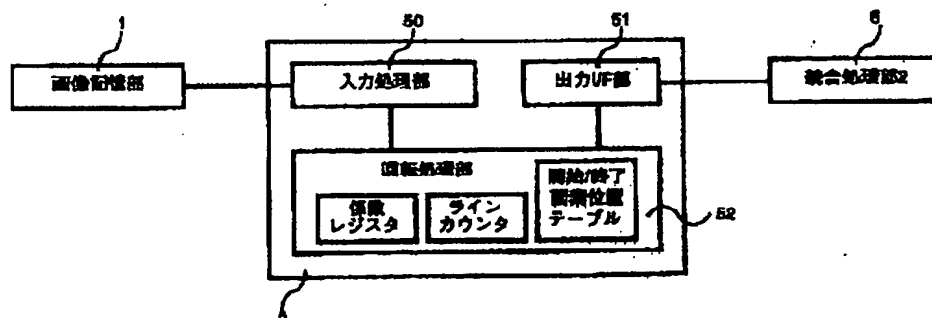 1
50
51
6
画像記憶部
入力処理部
出力I/F部
統合処理部2
回転処理部
係数
レジスタ
ライン
カウンタ
開始/終了
画素位置
テーブル
52